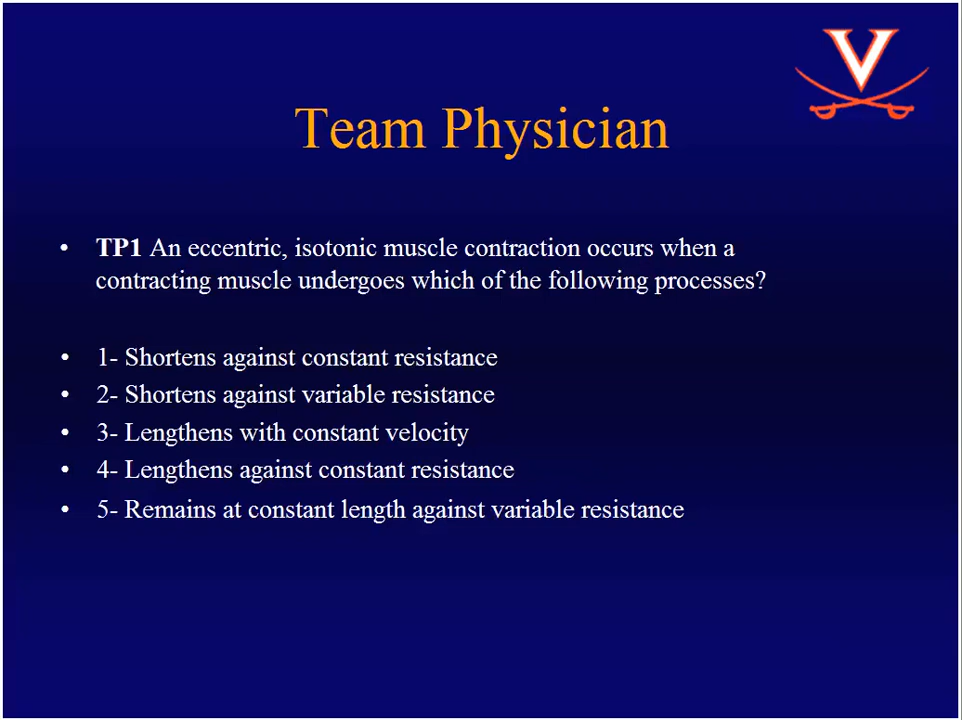 V
Team Physician
• TP1 An eccentric, isotonic muscle contraction occurs when a
contracting muscle undergoes which of the following processes?
• 1- Shortens against constant resistance
• 2- Shortens against variable resistance
• 3- Lengthens with constant velocity
• 4- Lengthens against constant resistance
• 5- Remains at constant length against variable resistance